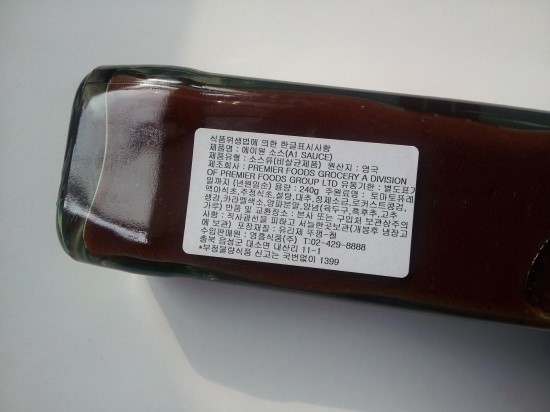 식품위생법에 의한 한글표시사항
제품명 : 에이원 소스(A1 SAUCE)
제품유형 : 소스류(비살균제품) 원산지 : 영국
제조회사 : PREMIER FOODS GROCERY A DIVISION
OF PREMIER FOODS GROUP LTD 유통기한 : 별도표기
일까지 (년월일순) 용량 : 240g 주원료명 : 토마토퓨레
맥아식초,주정식초,설탕,대추,정제소금,로커스트콩검,
생강,카라멜색소,양파분말,양념(육두구,흑후추,고추
가루) 반품 및 교환장소 : 본사 또는 구입처 보관상주의
사항 : 직사광선을 피하고 서늘한곳보관(개봉후 냉장고
에 보관) 포장재질 : 유리제 뚜껑-철
수입판매원 : 영흥식품(주) T:02-429-8888
충북 음성군 대소면 내산리 11-1
*부정불량식품 신고는 국번없이 1399